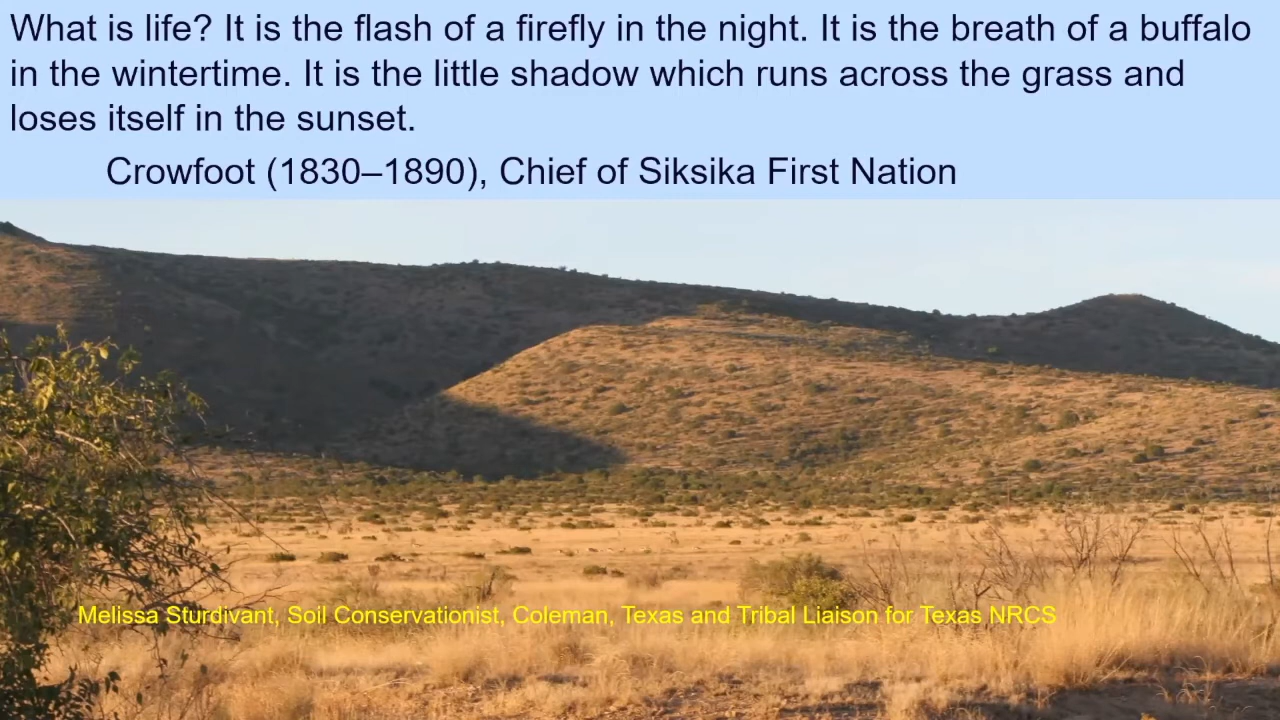 What is life? It is the flash of a firefly in the night. It is the breath of a buffalo
in the wintertime. It is the little shadow which runs across the grass and
loses itself in the sunset.
Crowfoot (1830–1890), Chief of Siksika First Nation
Melissa Sturdivant, Soil Conservationist, Coleman, Texas and Tribal Liaison for Texas NRCS